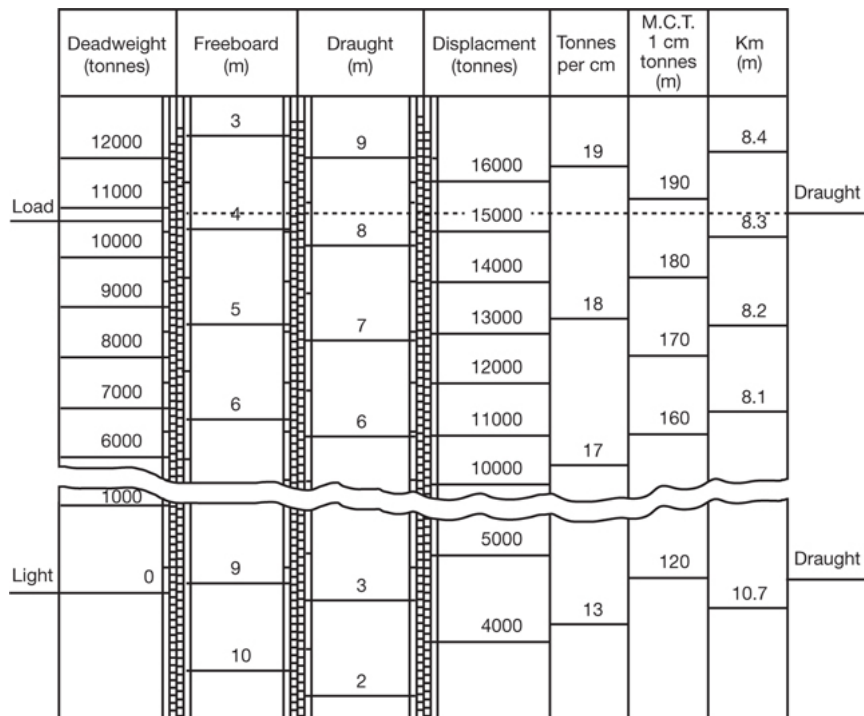 Deadweight
(tonnes)
Freeboard
(m)
Draught
(m)
Displacment
(tonnes)
Tonnes
per cm
M.C.T.
1 cm
tonnes
(m)
Km
(m)
12000
11000
10000
9000
8000
7000
6000
1000
0
3
4
5
6
9
10
9
8
7
6
3
2
16000
15000
14000
13000
12000
11000
10000
5000
4000
19
18
17
13
190
180
170
160
120
8.4
8.3
8.2
8.1
10.7
Load
Draught
Light
Draught